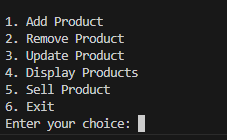 1. Add Product
2. Remove Product
3. Update Product
4. Display Products
5. Sell Product
6. Exit
Enter your choice: